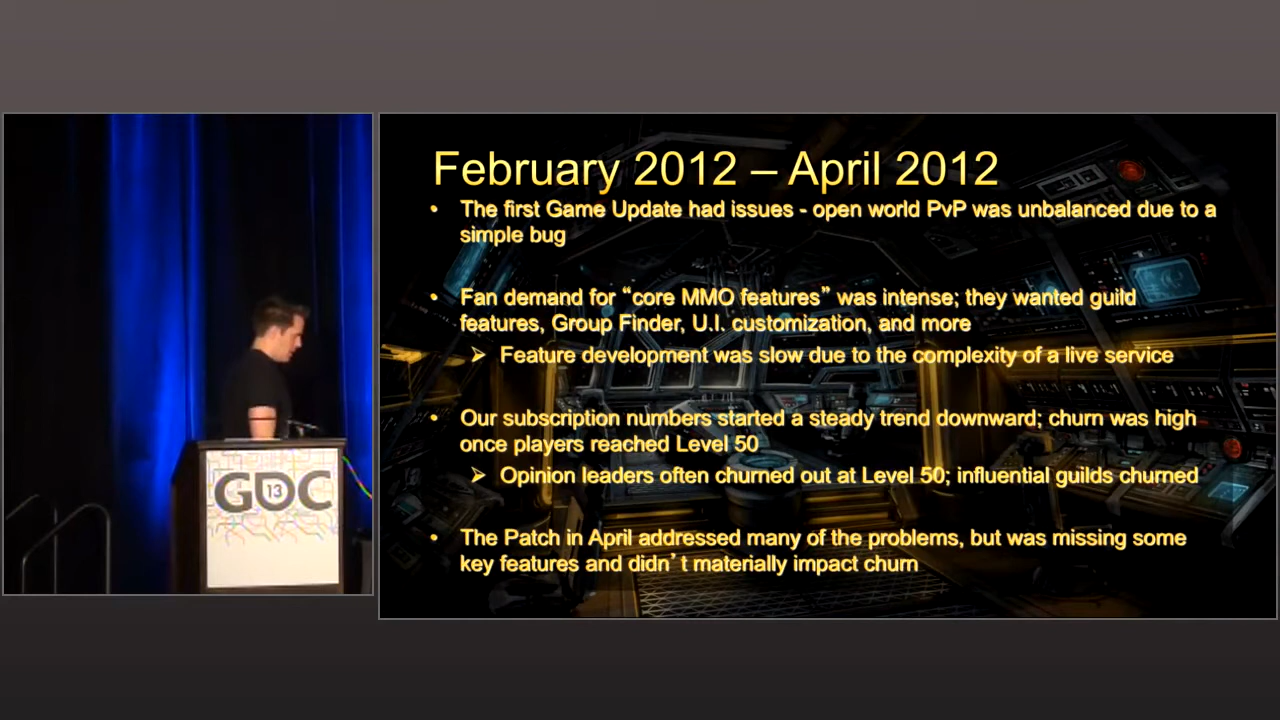 February 2012 – April 2012
• The first Game Update had issues - open world PvP was unbalanced due to a
simple bug
• Fan demand for “core MMO features” was intense; they wanted guild
features, Group Finder, U.I. customization, and more
➢ Feature development was slow due to the complexity of a live service
• Our subscription numbers started a steady trend downward; churn was high
once players reached Level 50
➢ Opinion leaders often churned out at Level 50; influential guilds churned
• The Patch in April addressed many of the problems, but was missing some
key features and didn’t materially impact churn
GDC
13